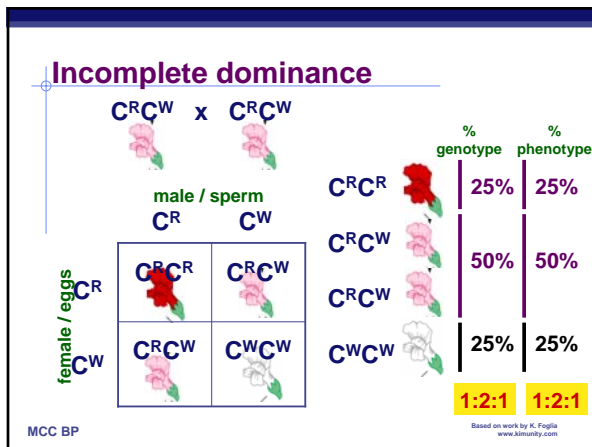 Incomplete dominance
CᴿCᵂ x CᴿCᵂ
male / sperm
Cᴿ Cᵂ
female / eggs
Cᴿ
CᴿCᴿ CᴿCᵂ
Cᵂ
CᴿCᵂ CᵂCᵂ
% genotype
% phenotype
CᴿCᴿ 25% 25%
CᴿCᵂ
50% 50%
CᴿCᵂ
CᵂCᵂ 25% 25%
1:2:1 1:2:1
MCC BP
Based on work by K. Foglia
www.kimunity.com